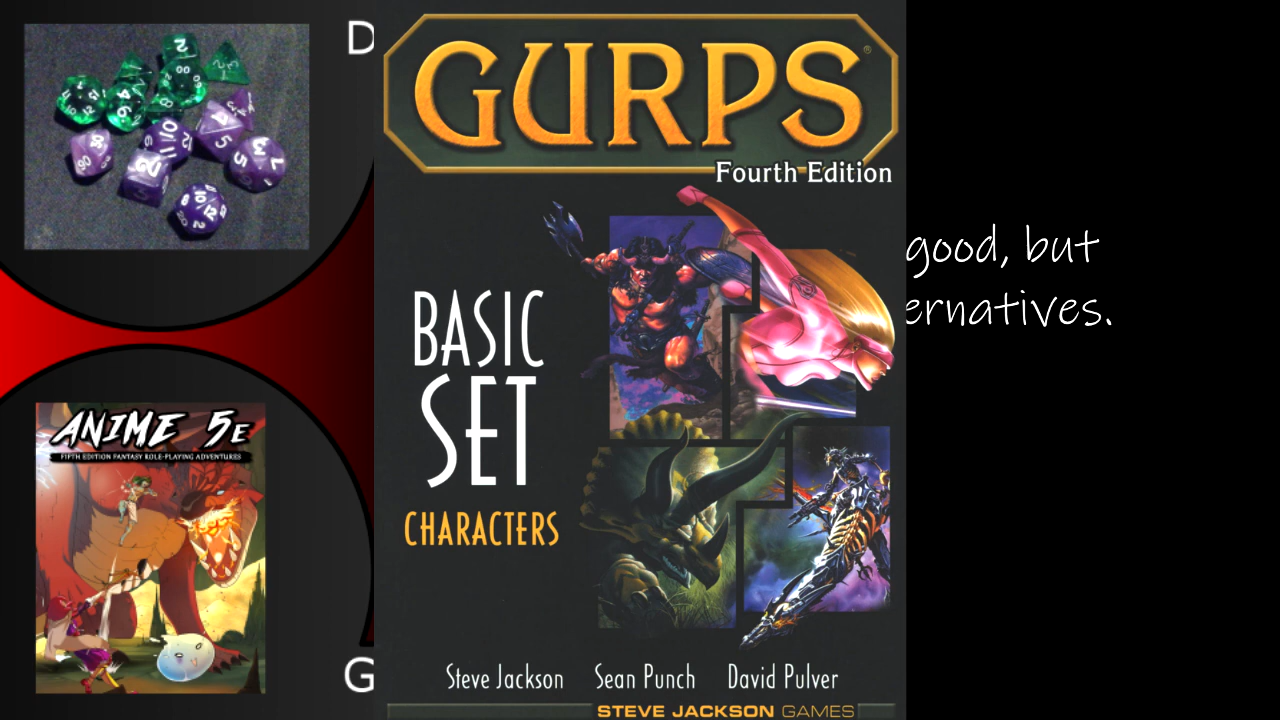 D
GURPS
Fourth Edition
good, but
ernatives.
BASIC
SET
CHARACTERS
ANIME 5E
FIFTH EDITION FANTASY ROLE-PLAYING ADVENTURES
G
Steve Jackson Sean Punch David Pulver
STEVE JACKSON GAMES